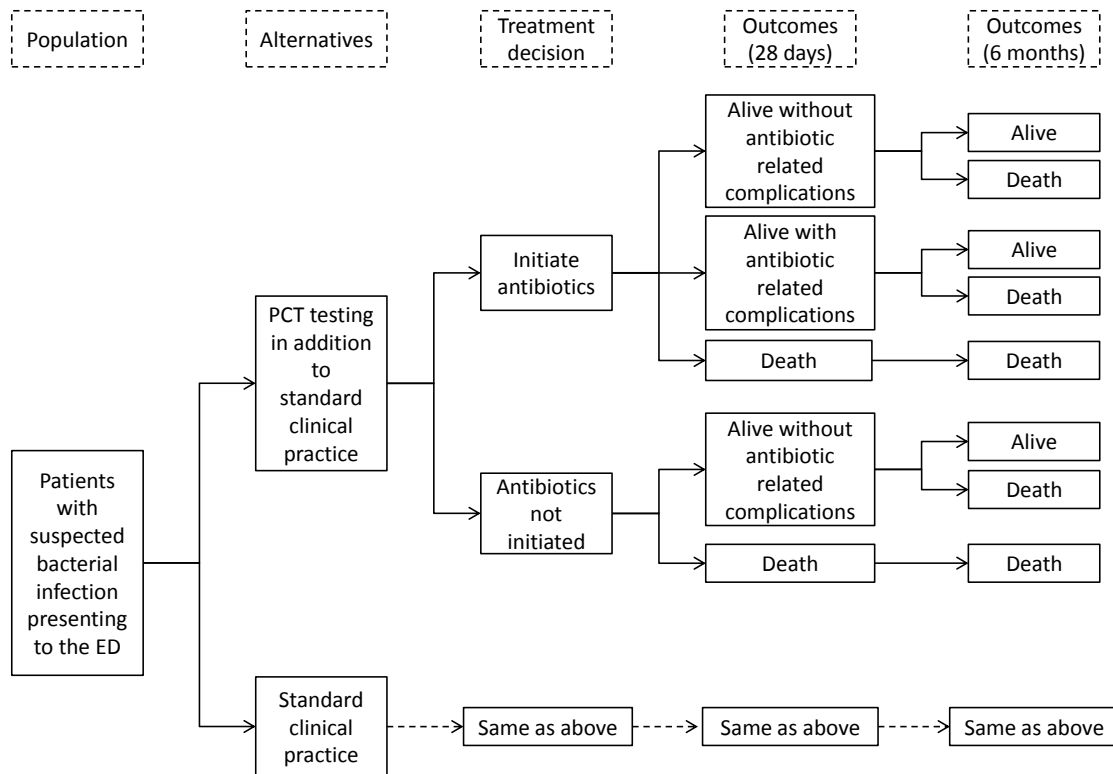 Population
Alternatives
Treatment
decision
Outcomes
(28 days)
Outcomes
(6 months)
Patients
with
suspected
bacterial
infection
presenting
to the ED
PCT testing
in addition
to
standard
clinical
practice
Initiate
antibiotics
Alive without
antibiotic
related
complications
Alive
Death
Alive with
antibiotic
related
complications
Alive
Death
Death
Death
Antibiotics
not
initiated
Alive without
antibiotic
related
complications
Alive
Death
Death
Death
Standard
clinical
practice
Same as above
Same as above
Same as above